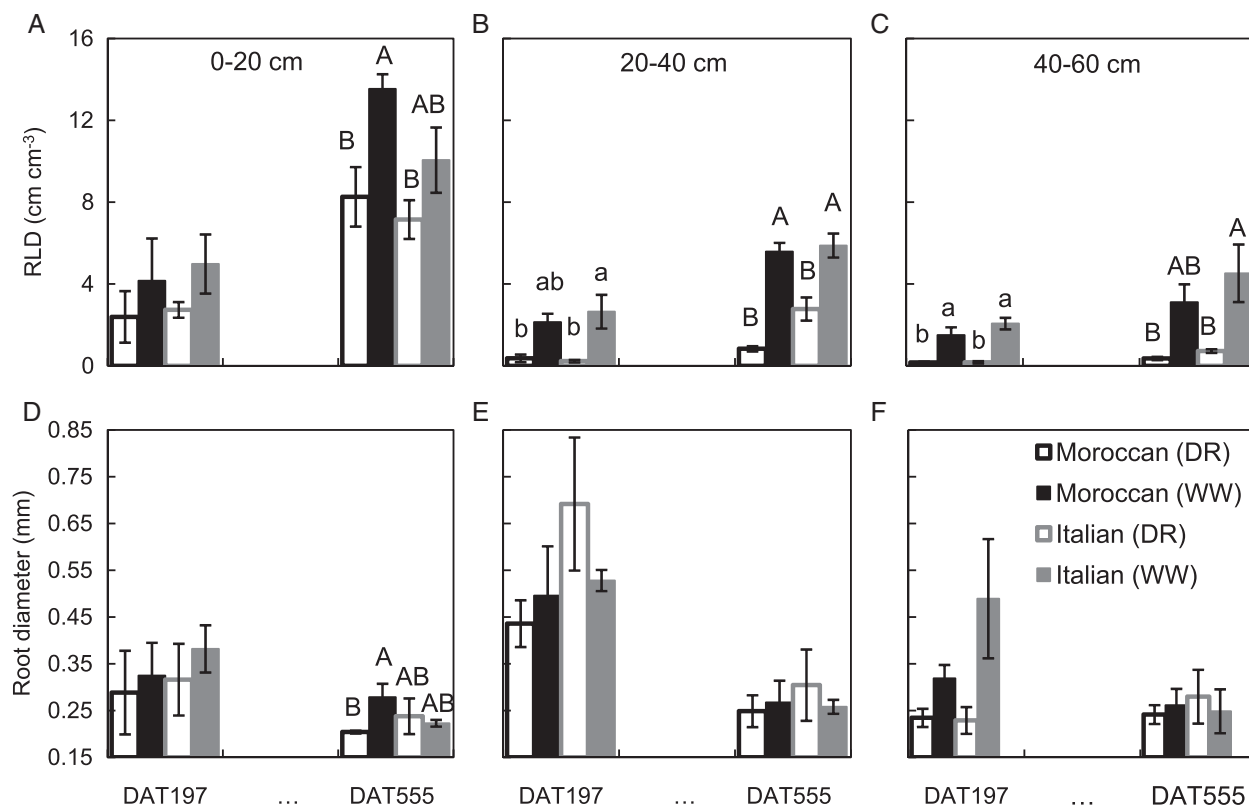 A
B
C
0-20 cm
20-40 cm
40-60 cm
RLD (cm cm-3)
16
12
8
4
0
B
A
B
AB
b
ab
b
a
B
A
B
A
b
a
b
a
B
AB
B
A
D
E
F
Root diameter (mm)
0.85
0.75
0.65
0.55
0.45
0.35
0.25
0.15
B
A
AB
AB
Moroccan (DR)
Moroccan (WW)
Italian (DR)
Italian (WW)
DAT197 ... DAT555
DAT197 ... DAT555
DAT197 ... DAT555